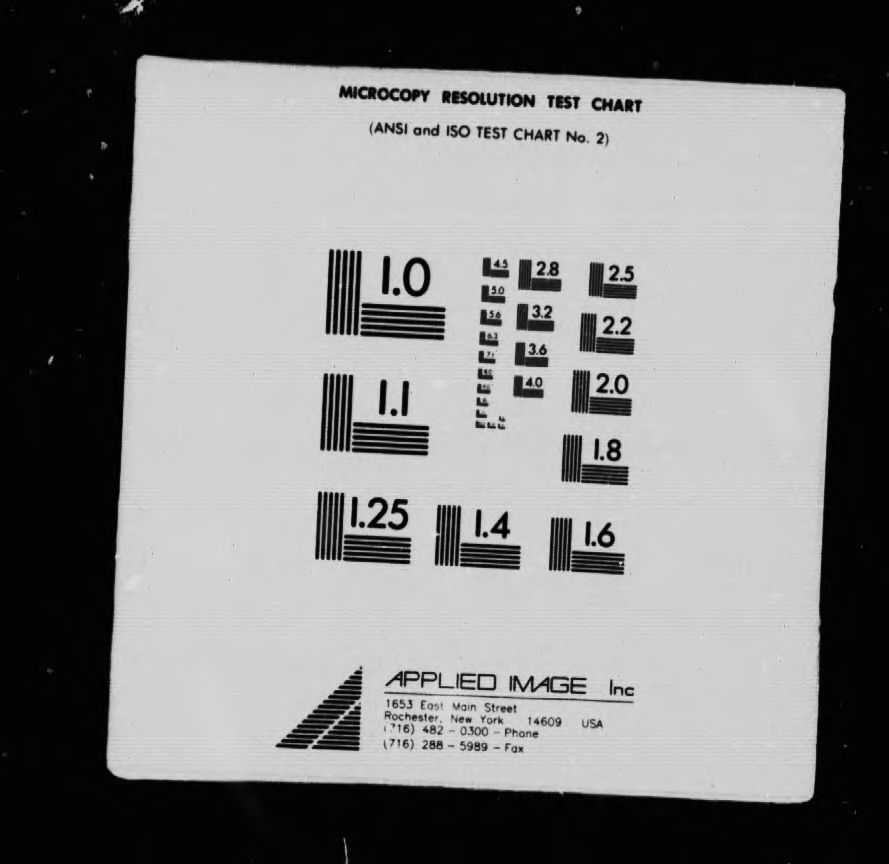 MICROCOPY RESOLUTION TEST CHART
(ANSI and ISO TEST CHART No. 2)
1.0
1.1
1.25
1.4
1.6
1.8
2.0
2.2
2.5
2.8
3.2
3.6
4.0
4.5
5.0
5.6
6.3
7.1
APPLIED IMAGE Inc
1653 East Main Street
Rochester, New York 14609 USA
(716) 482 - 0300 - Phone
(716) 288 - 5989 - Fax